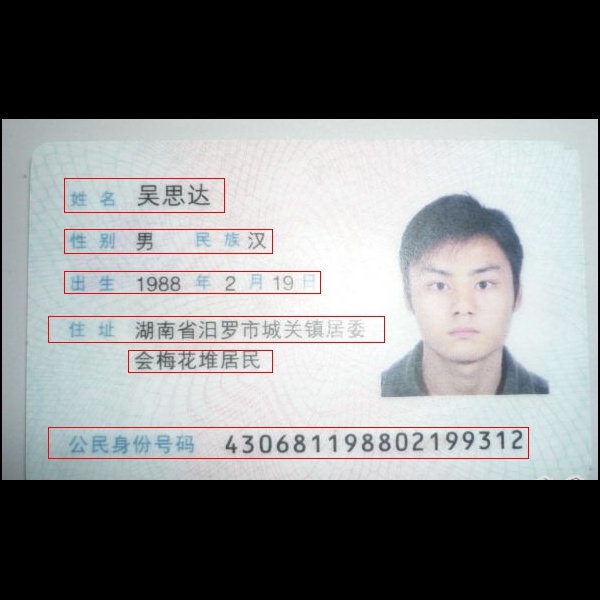 姓名 吴思达
性别 男 民族 汉
出生 1988 年 2 月 19 日
住址 湖南省汨罗市城关镇居委
会梅花堆居民
公民身份号码 430681198802199312